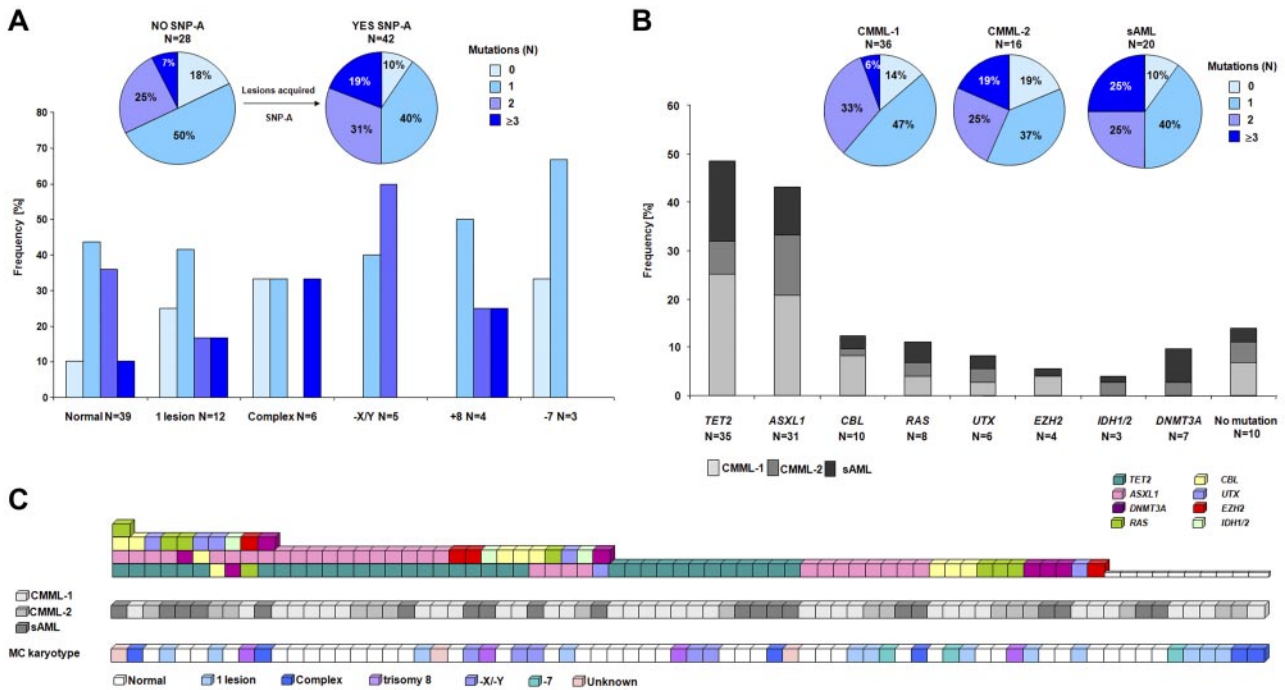 A
NO SNP-A
N=28
7%
18%
25%
50%
Lesions acquired
SNP-A
YES SNP-A
N=42
10%
19%
31%
40%
Mutations (N)
0
1
2
≥3
Frequency [%]
80
70
60
50
40
30
20
10
0
Normal N=39 1 lesion N=12 Complex N=6 -X/Y N=5 +8 N=4 -7 N=3
B
CMML-1
N=36
6%
14%
33%
47%
CMML-2
N=16
19%
19%
25%
37%
sAML
N=20
10%
25%
25%
40%
Mutations (N)
0
1
2
≥3
Frequency [%]
60
50
40
30
20
10
0
TET2 ASXL1 CBL RAS UTX EZH2 IDH1/2 DNMT3A No mutation
N=35 N=31 N=10 N=8 N=6 N=4 N=3 N=7 N=10
CMML-1 CMML-2 sAML
C
TET2 CBL
ASXL1 UTX
DNMT3A EZH2
RAS IDH1/2
CMML-1
CMML-2
sAML
MC karyotype
Normal 1 lesion Complex trisomy 8 -X/-Y -7 Unknown